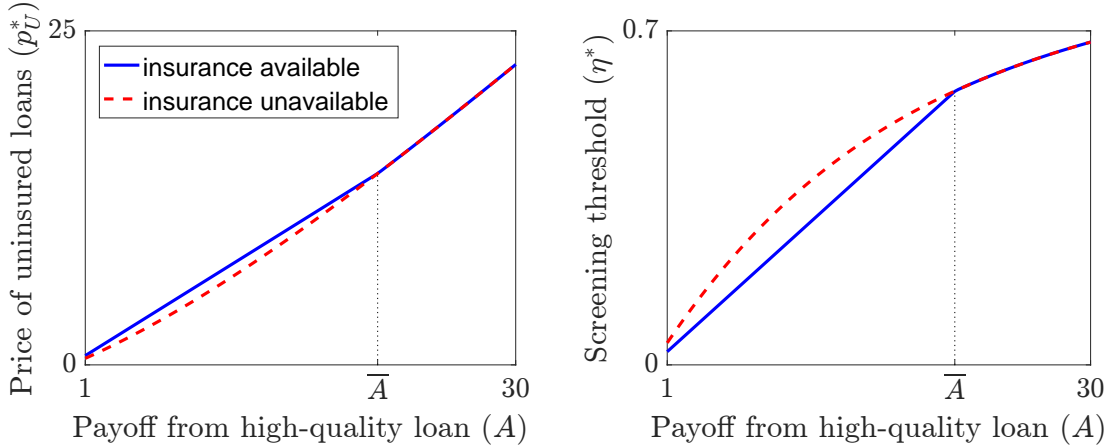 Price of uninsured loans (p*_U)
25
0
insurance available
insurance unavailable
1
A̅
30
Payoff from high-quality loan (A)
Screening threshold (η*)
0.7
0
1
A̅
30
Payoff from high-quality loan (A)